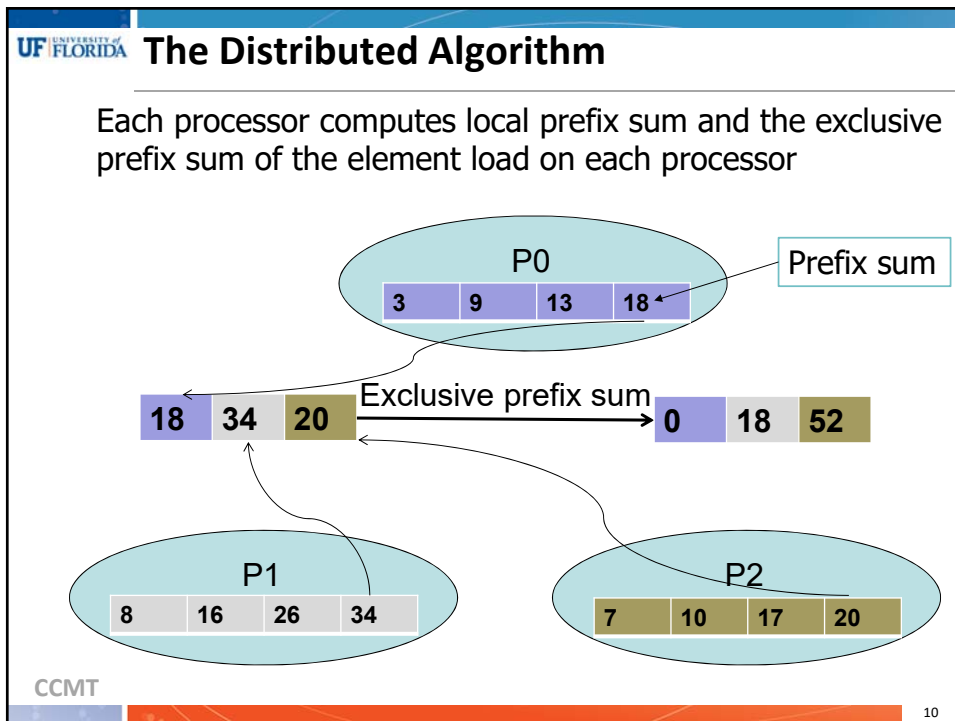 UF UNIVERSITY of FLORIDA
The Distributed Algorithm
Each processor computes local prefix sum and the exclusive
prefix sum of the element load on each processor
P0
Prefix sum
3 9 13 18
Exclusive prefix sum
18 34 20
0 18 52
P1
8 16 26 34
P2
7 10 17 20
CCMT
10